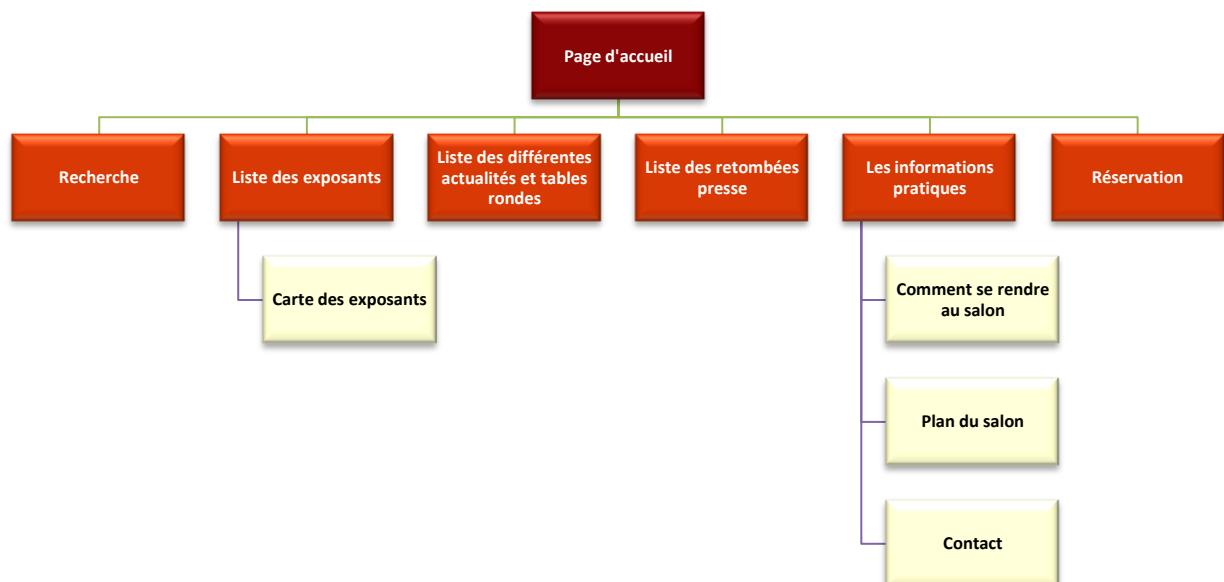 Page d'accueil
Recherche
Liste des exposants
Liste des différentes
actualités et tables
rondes
Liste des retombées
presse
Les informations
pratiques
Réservation
Carte des exposants
Comment se rendre
au salon
Plan du salon
Contact